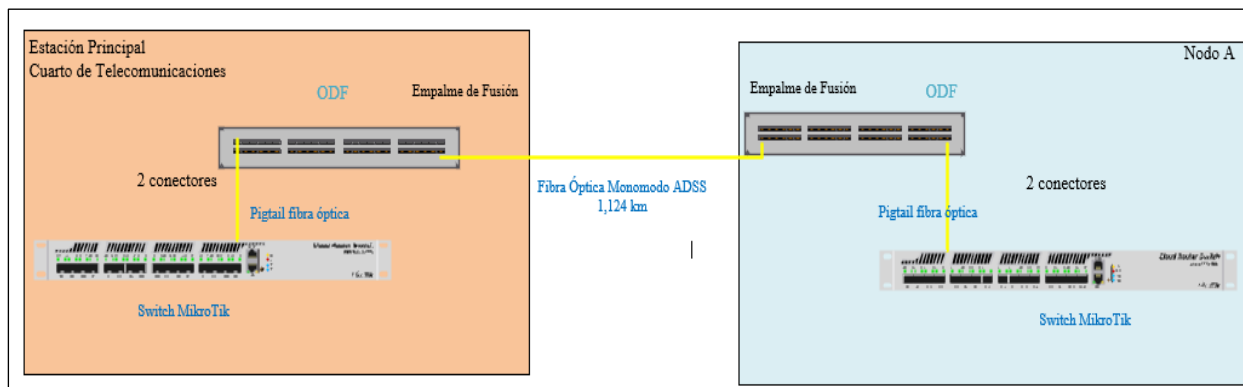 Estación Principal
Cuarto de Telecomunicaciones
ODF
Empalme de Fusión
2 conectores
Pigtail fibra óptica
Switch MikroTik
Fibra Óptica Monomodo ADSS
1,124 km
Nodo A
Empalme de Fusión
ODF
2 conectores
Pigtail fibra óptica
Cloud Router Switch
Switch MikroTik